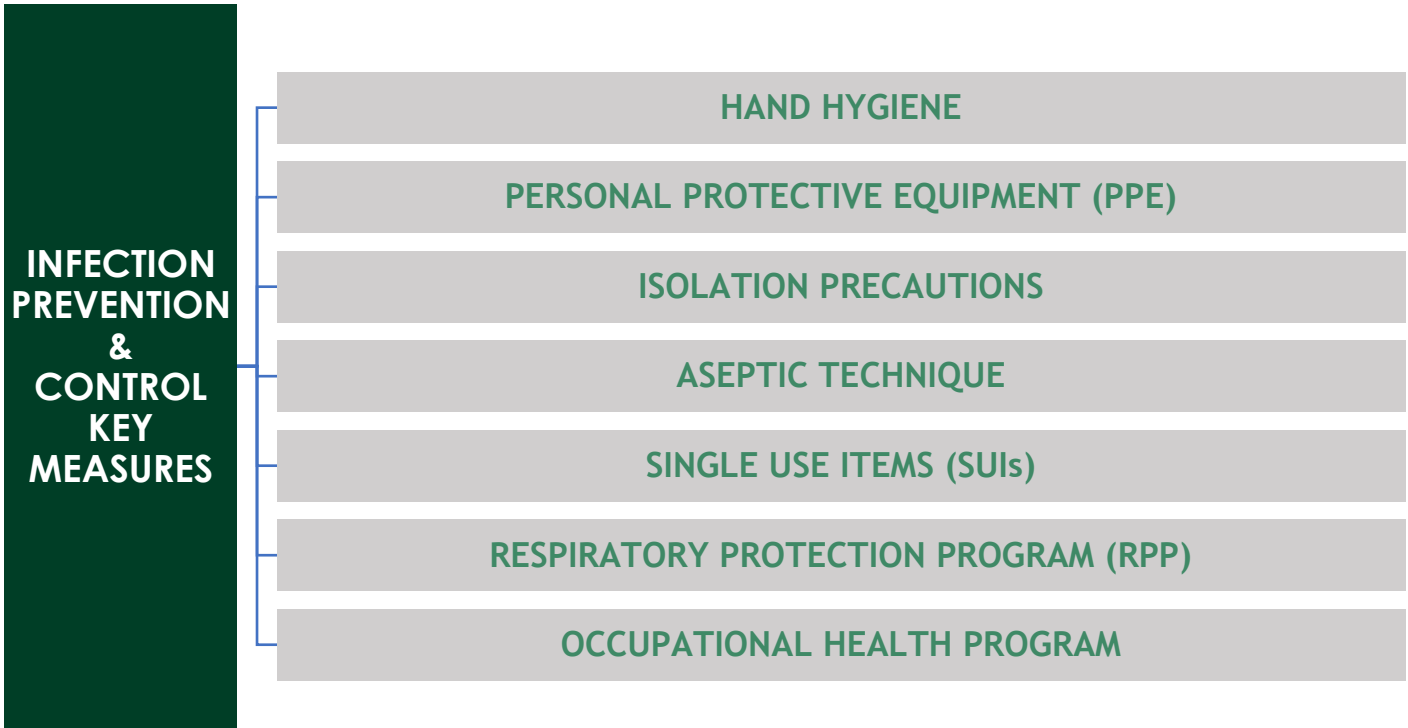 INFECTION
PREVENTION
&
CONTROL
KEY
MEASURES
HAND HYGIENE
PERSONAL PROTECTIVE EQUIPMENT (PPE)
ISOLATION PRECAUTIONS
ASEPTIC TECHNIQUE
SINGLE USE ITEMS (SUIs)
RESPIRATORY PROTECTION PROGRAM (RPP)
OCCUPATIONAL HEALTH PROGRAM